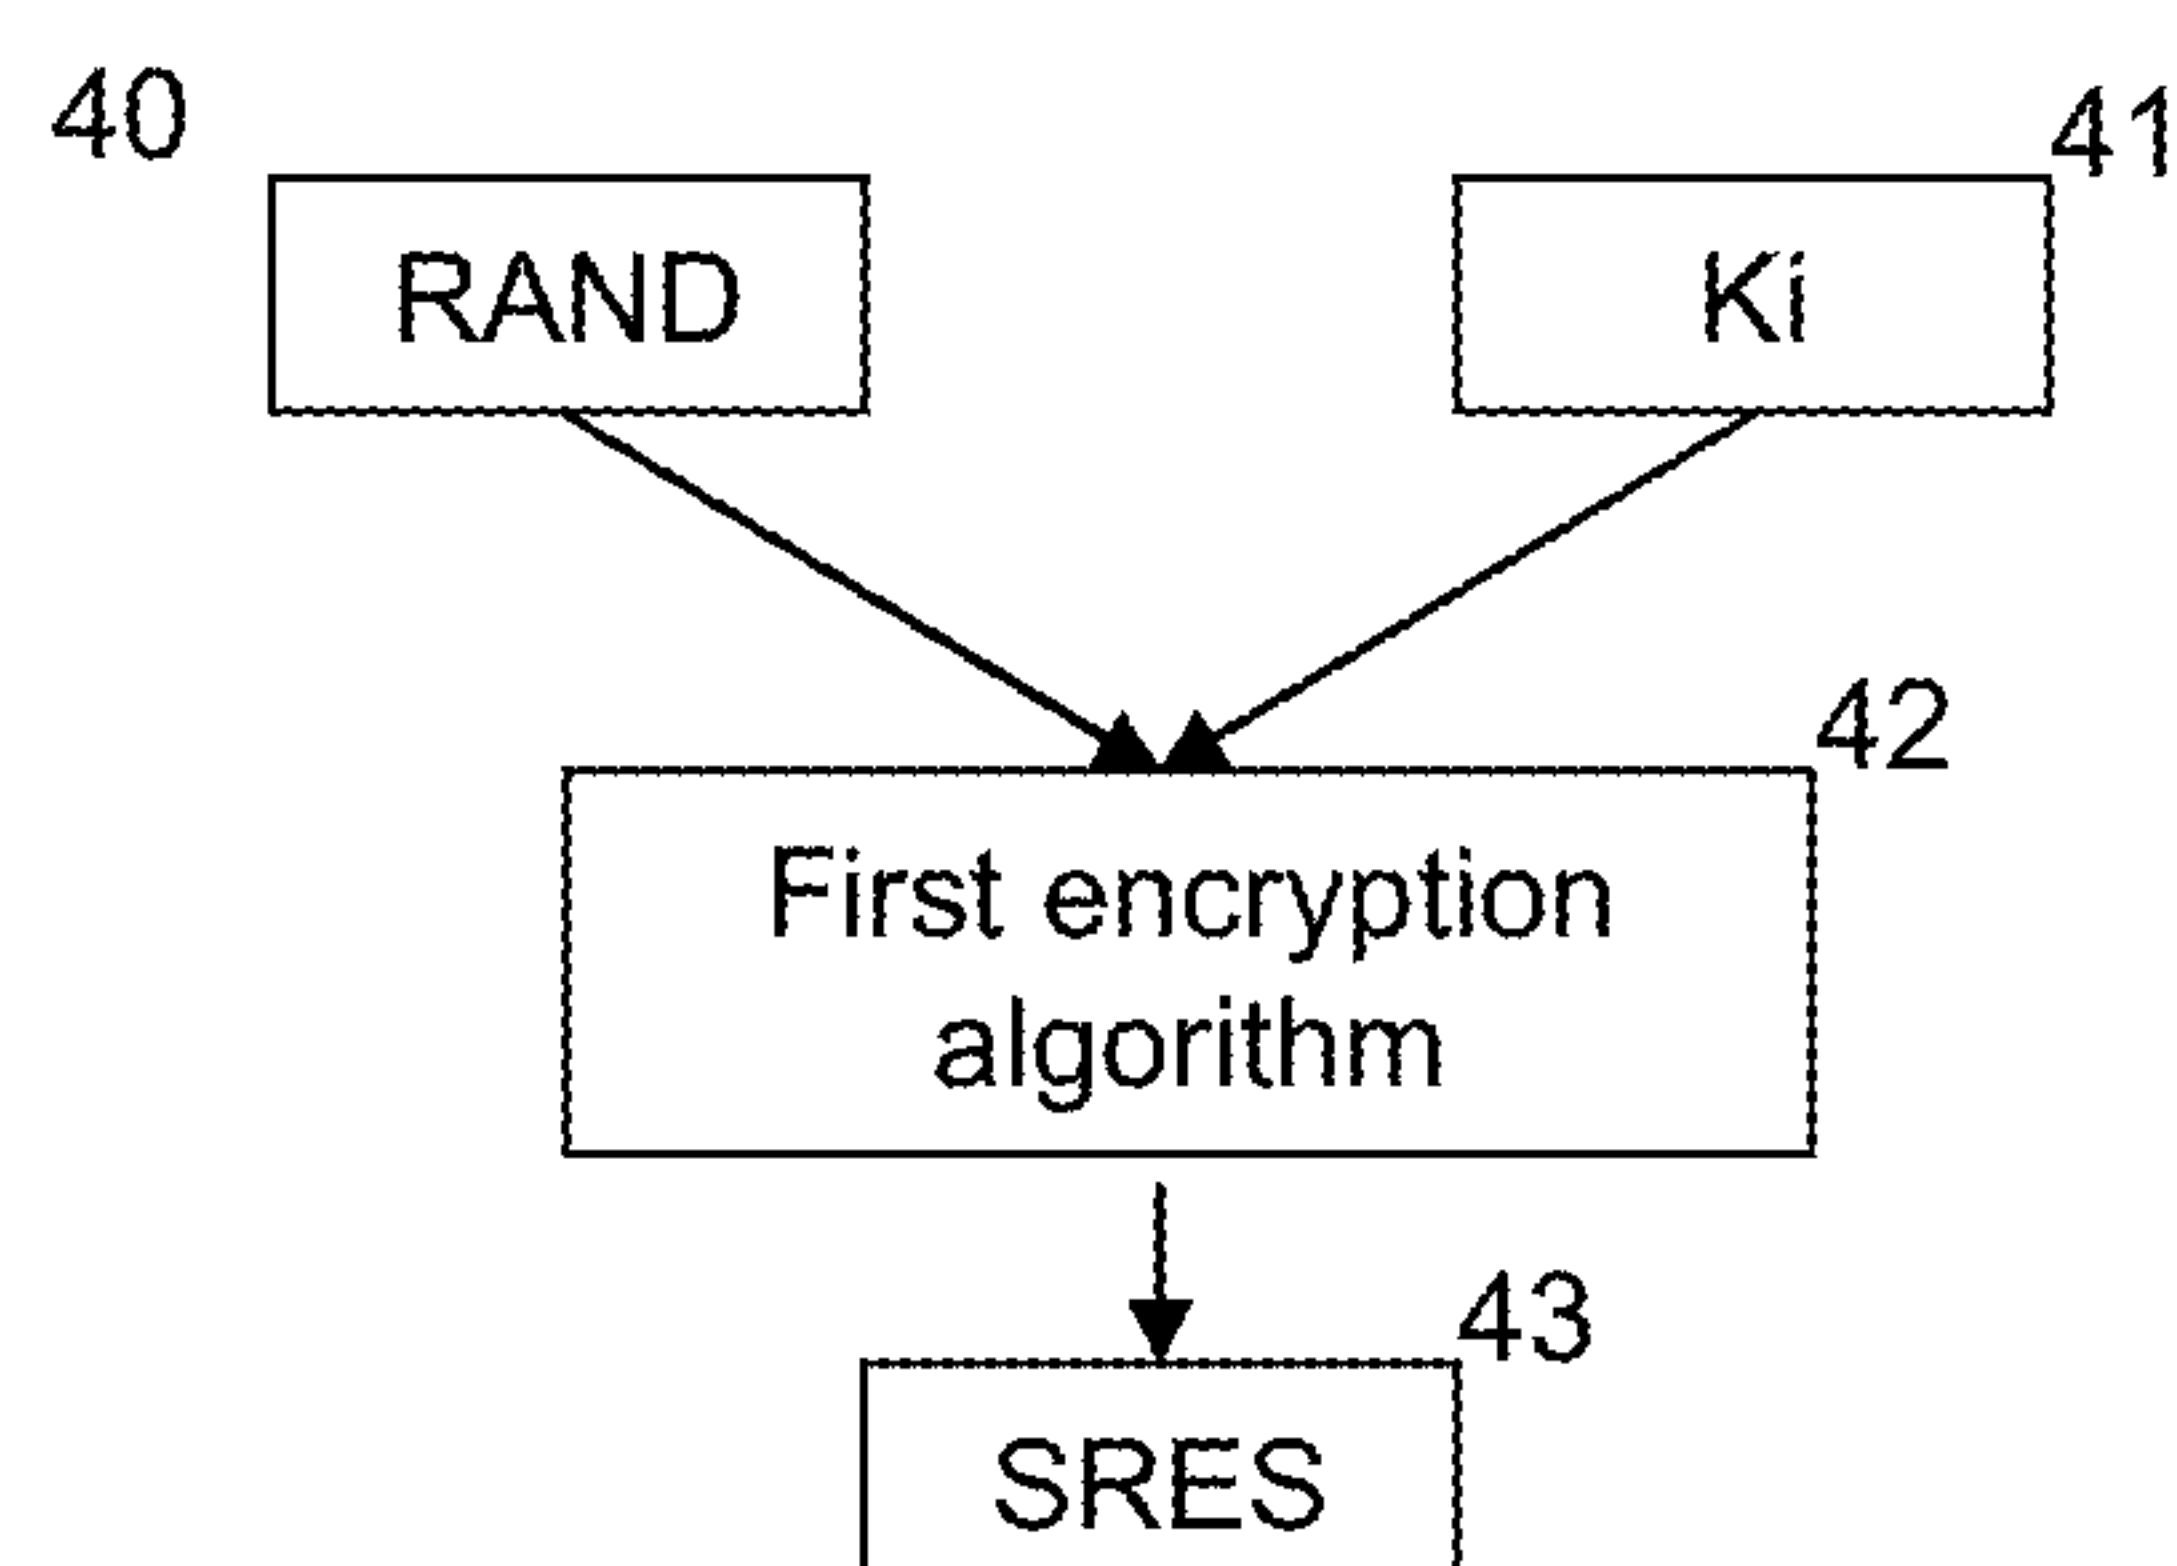 40
41
RAND
Ki
42
First encryption
algorithm
43
SRES